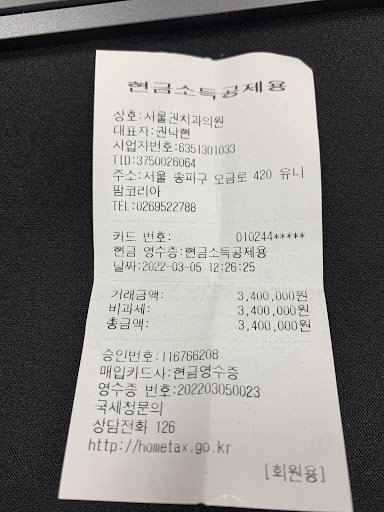 현금소득공제용
상호:서울권치과의원
대표자:권낙현
사업자번호:6351301033
TID:3750026064
주소:서울 송파구 오금로 420 유니
팜코리아
TEL:0269522788
카드 번호: 010244*****
현금 영수증:현금소득공제용
날짜:2022-03-05 12:26:25
거래금액: 3,400,000원
비과세: 3,400,000원
총금액: 3,400,000원
승인번호:116766208
매입카드사:현금영수증
영수증 번호:202203050023
국세청문의
상담전화 126
http://hometax.go.kr
[회원용]